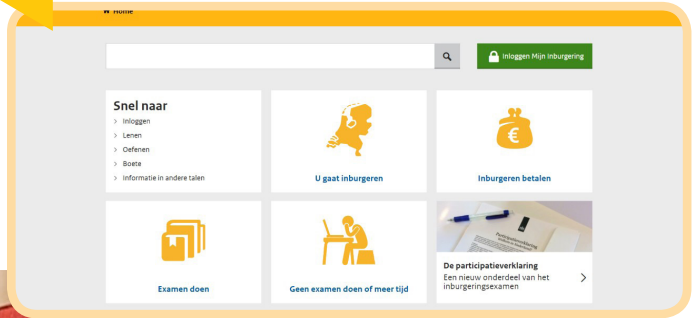 Home
Inloggen Mijn Inburgering
Snel naar
> Inloggen
> Lenen
> Oefenen
> Boete
> Informatie in andere talen
U gaat inburgeren
€
Inburgeren betalen
Examen doen
Geen examen doen of meer tijd
Participatieverklaring
De participatieverklaring
Een nieuw onderdeel van het
inburgeringsexamen